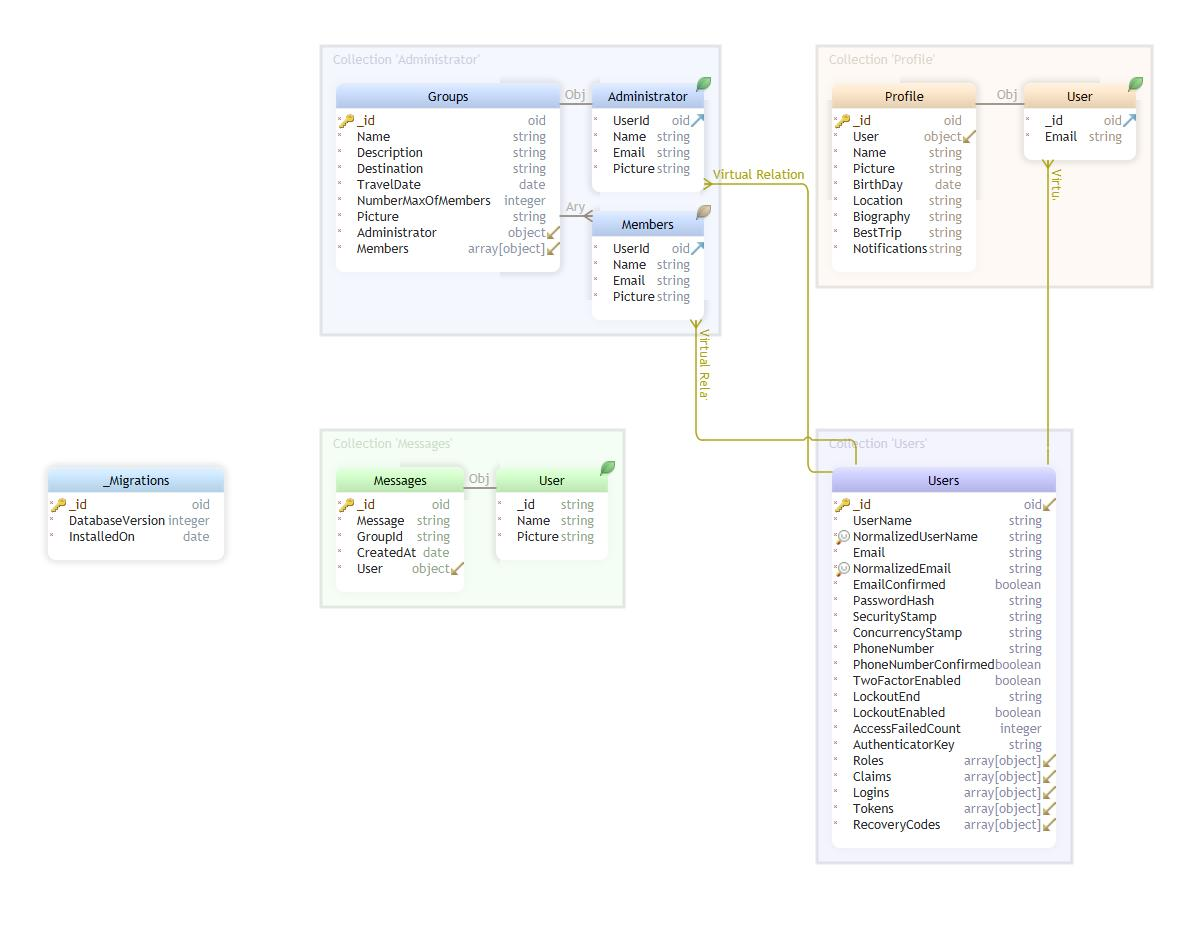 Collection 'Administrator'
Groups
_id oid
Name string
Description string
Destination string
TravelDate date
NumberMaxOfMembers integer
Picture string
Administrator object
Members array[object]
Obj
Ary
Administrator
UserId oid
Name string
Email string
Picture string
Members
UserId oid
Name string
Email string
Picture string
Virtual Relation
Virtual Rela
Collection 'Profile'
Profile
_id oid
User object
Name string
Picture string
BirthDay date
Location string
Biography string
BestTrip string
Notifications string
Obj
User
_id oid
Email string
Virtu
_Migrations
_id oid
DatabaseVersion integer
InstalledOn date
Collection 'Messages'
Messages
_id oid
Message string
GroupId string
CreatedAt date
User object
Obj
User
_id string
Name string
Picture string
Collection 'Users'
Users
_id oid
UserName string
NormalizedUserName string
Email string
NormalizedEmail string
EmailConfirmed boolean
PasswordHash string
SecurityStamp string
ConcurrencyStamp string
PhoneNumber string
PhoneNumberConfirmed boolean
TwoFactorEnabled boolean
LockoutEnd string
LockoutEnabled boolean
AccessFailedCount integer
AuthenticatorKey string
Roles array[object]
Claims array[object]
Logins array[object]
Tokens array[object]
RecoveryCodes array[object]